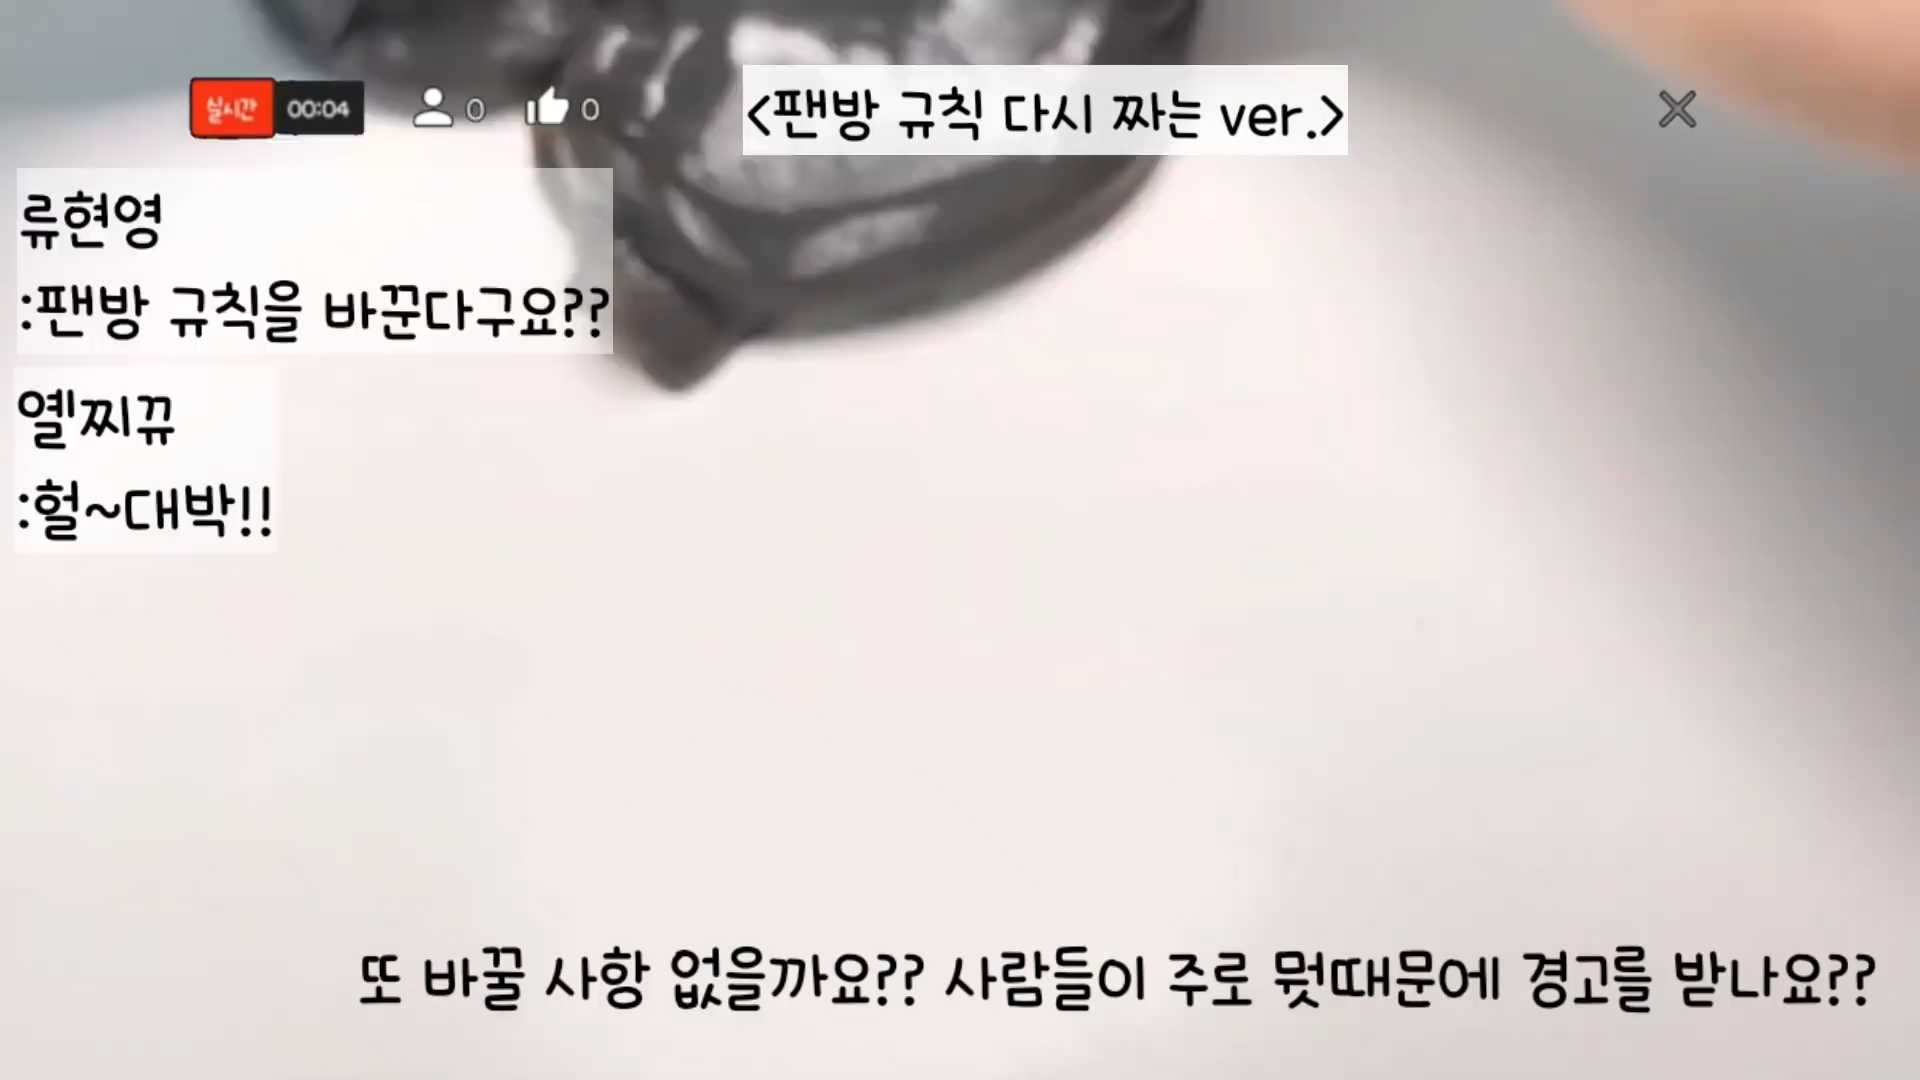 실시간 00:04 0 0
<팬방 규칙 다시 짜는 ver.>
류현영
:팬방 규칙을 바꾼다구요??
옐찌뀨
:헐~대박!!
또 바꿀 사항 없을까요?? 사람들이 주로 뭣때문에 경고를 받나요??